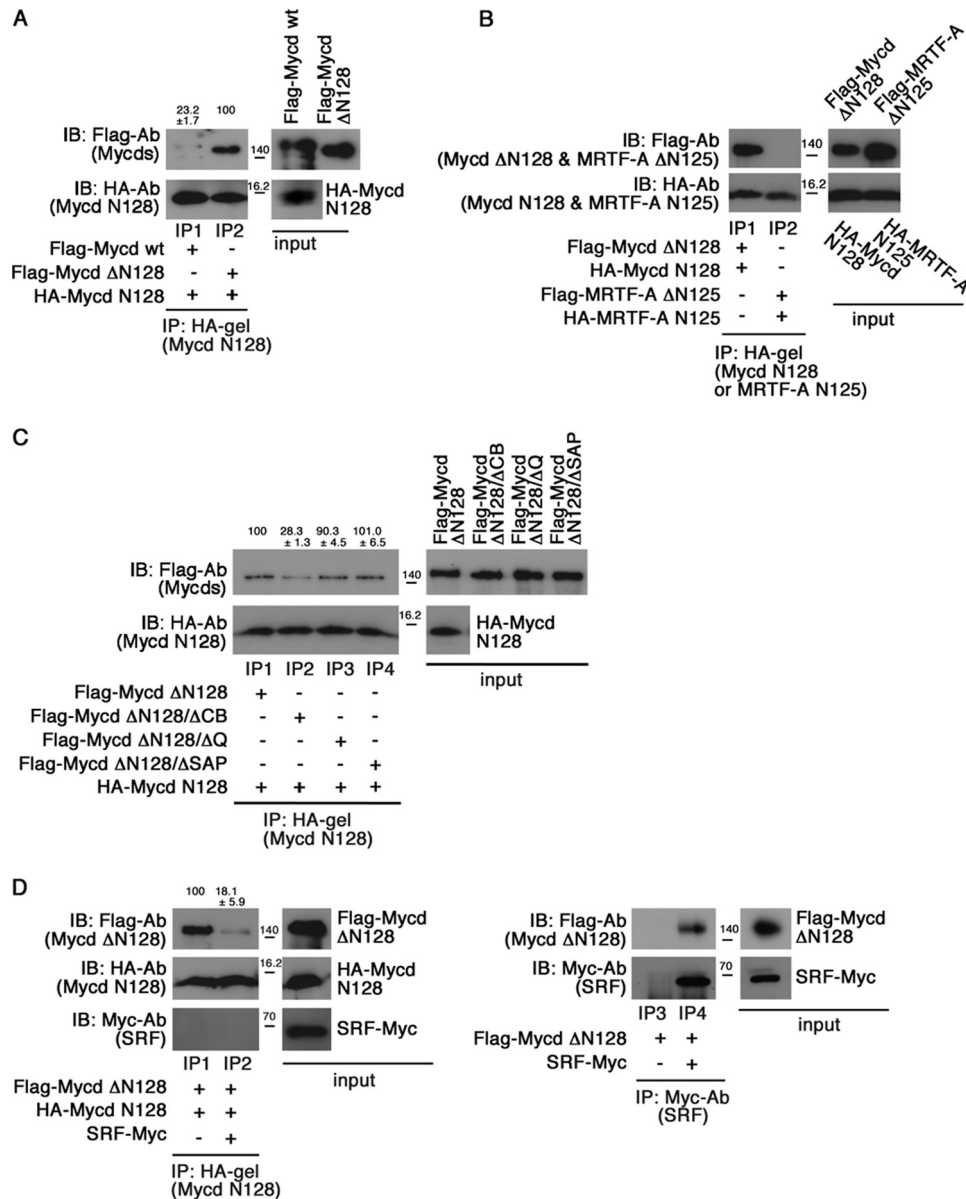 A
23.2
±1.7
100
Flag-Mycd wt
Flag-Mycd
ΔN128
IB: Flag-Ab
(Mycds)
140
IB: HA-Ab
(Mycd N128)
16.2
HA-Mycd
N128
IP1 IP2
input
Flag-Mycd wt + -
Flag-Mycd ΔN128 - +
HA-Mycd N128 + +
IP: HA-gel
(Mycd N128)
B
Flag-Mycd
ΔN128
Flag-MRTF-A
ΔN125
IB: Flag-Ab
(Mycd ΔN128 & MRTF-A ΔN125)
140
IB: HA-Ab
(Mycd N128 & MRTF-A N125)
16.2
IP1 IP2
HA-Mycd
N128
HA-MRTF-A
N125
Flag-Mycd ΔN128 + -
HA-Mycd N128 + -
Flag-MRTF-A ΔN125 - +
HA-MRTF-A N125 - +
input
IP: HA-gel
(Mycd N128
or MRTF-A N125)
C
Flag-Mycd
ΔN128
Flag-Mycd
ΔN128/ΔCB
Flag-Mycd
ΔN128/ΔQ
Flag-Mycd
ΔN128/ΔSAP
100 28.3 90.3 101.0
± 1.3 ± 4.5 ± 6.5
IB: Flag-Ab
(Mycds)
140
IB: HA-Ab
(Mycd N128)
16.2
HA-Mycd
N128
IP1 IP2 IP3 IP4
input
Flag-Mycd ΔN128 + - - -
Flag-Mycd ΔN128/ΔCB - + - -
Flag-Mycd ΔN128/ΔQ - - + -
Flag-Mycd ΔN128/ΔSAP - - - +
HA-Mycd N128 + + + +
IP: HA-gel
(Mycd N128)
D
100 18.1
± 5.9
IB: Flag-Ab
(Mycd ΔN128)
140
Flag-Mycd
ΔN128
IB: HA-Ab
(Mycd N128)
16.2
HA-Mycd
N128
IB: Myc-Ab
(SRF)
70
SRF-Myc
IP1 IP2
input
Flag-Mycd ΔN128 + +
HA-Mycd N128 + +
SRF-Myc - +
IP: HA-gel
(Mycd N128)
IB: Flag-Ab
(Mycd ΔN128)
140
Flag-Mycd
ΔN128
IB: Myc-Ab
(SRF)
70
SRF-Myc
IP3 IP4
input
Flag-Mycd ΔN128 + +
SRF-Myc - +
IP: Myc-Ab
(SRF)